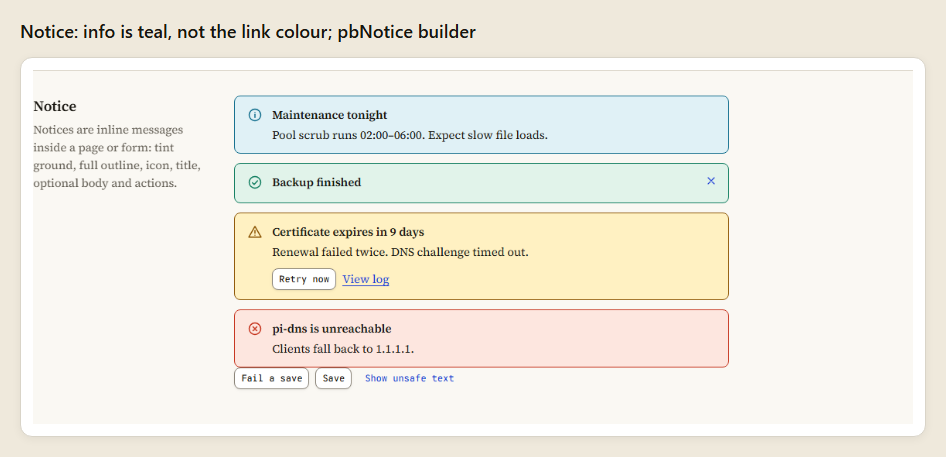 Notice: info is teal, not the link colour; pbNotice builder
Notice
Notices are inline messages
inside a page or form: tint
ground, full outline, icon, title,
optional body and actions.
Maintenance tonight
Pool scrub runs 02:00–06:00. Expect slow file loads.
Backup finished
Certificate expires in 9 days
Renewal failed twice. DNS challenge timed out.
Retry now View log
pi-dns is unreachable
Clients fall back to 1.1.1.1.
Fail a save Save Show unsafe text